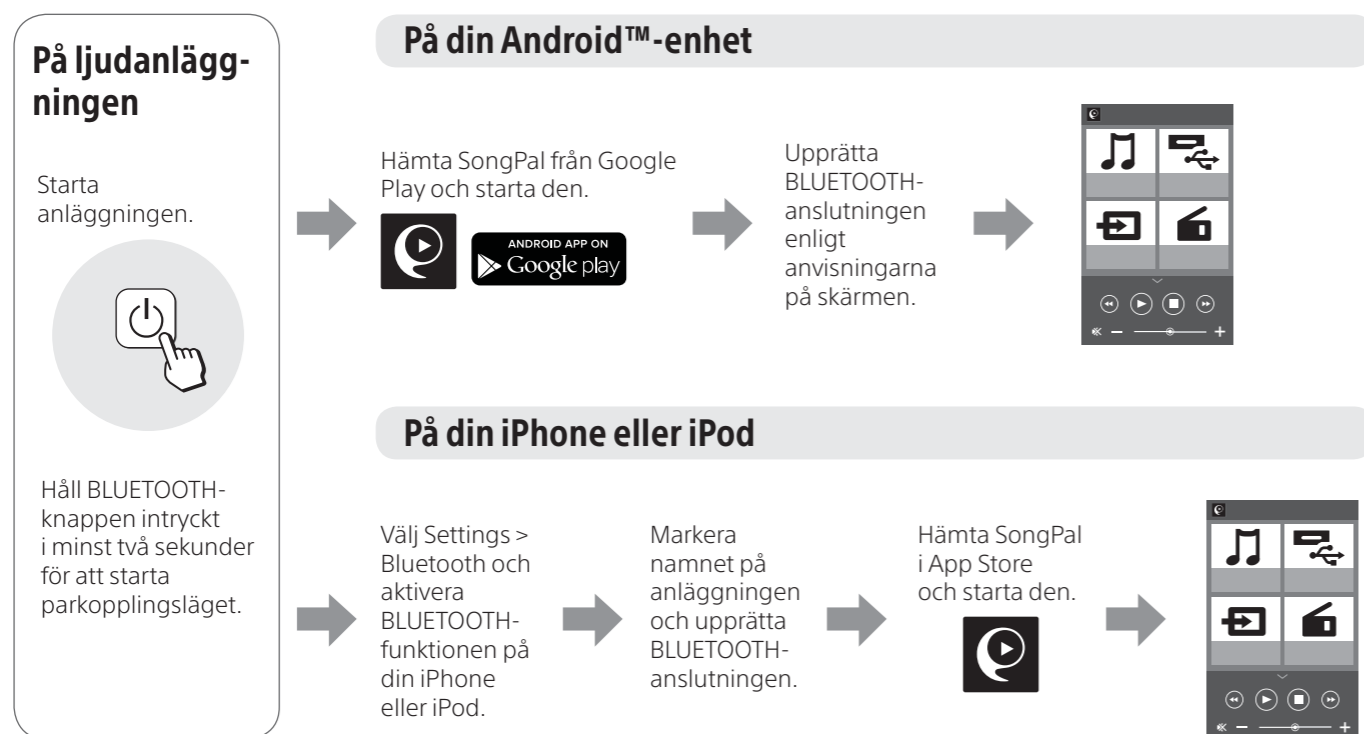 På ljudanlägg-
ningen
Starta
anläggningen.
Håll BLUETOOTH-
knappen intryckt
i minst två sekunder
för att starta
parkopplingsläget.
På din Android™-enhet
Hämta SongPal från Google
Play och starta den.
ANDROID APP ON
Google play
Upprätta
BLUETOOTH-
anslutningen
enligt
anvisningarna
på skärmen.
På din iPhone eller iPod
Välj Settings >
Bluetooth och
aktivera
BLUETOOTH-
funktionen på
din iPhone
eller iPod.
Markera
namnet på
anläggningen
och upprätta
BLUETOOTH-
anslutningen.
Hämta SongPal
i App Store
och starta den.